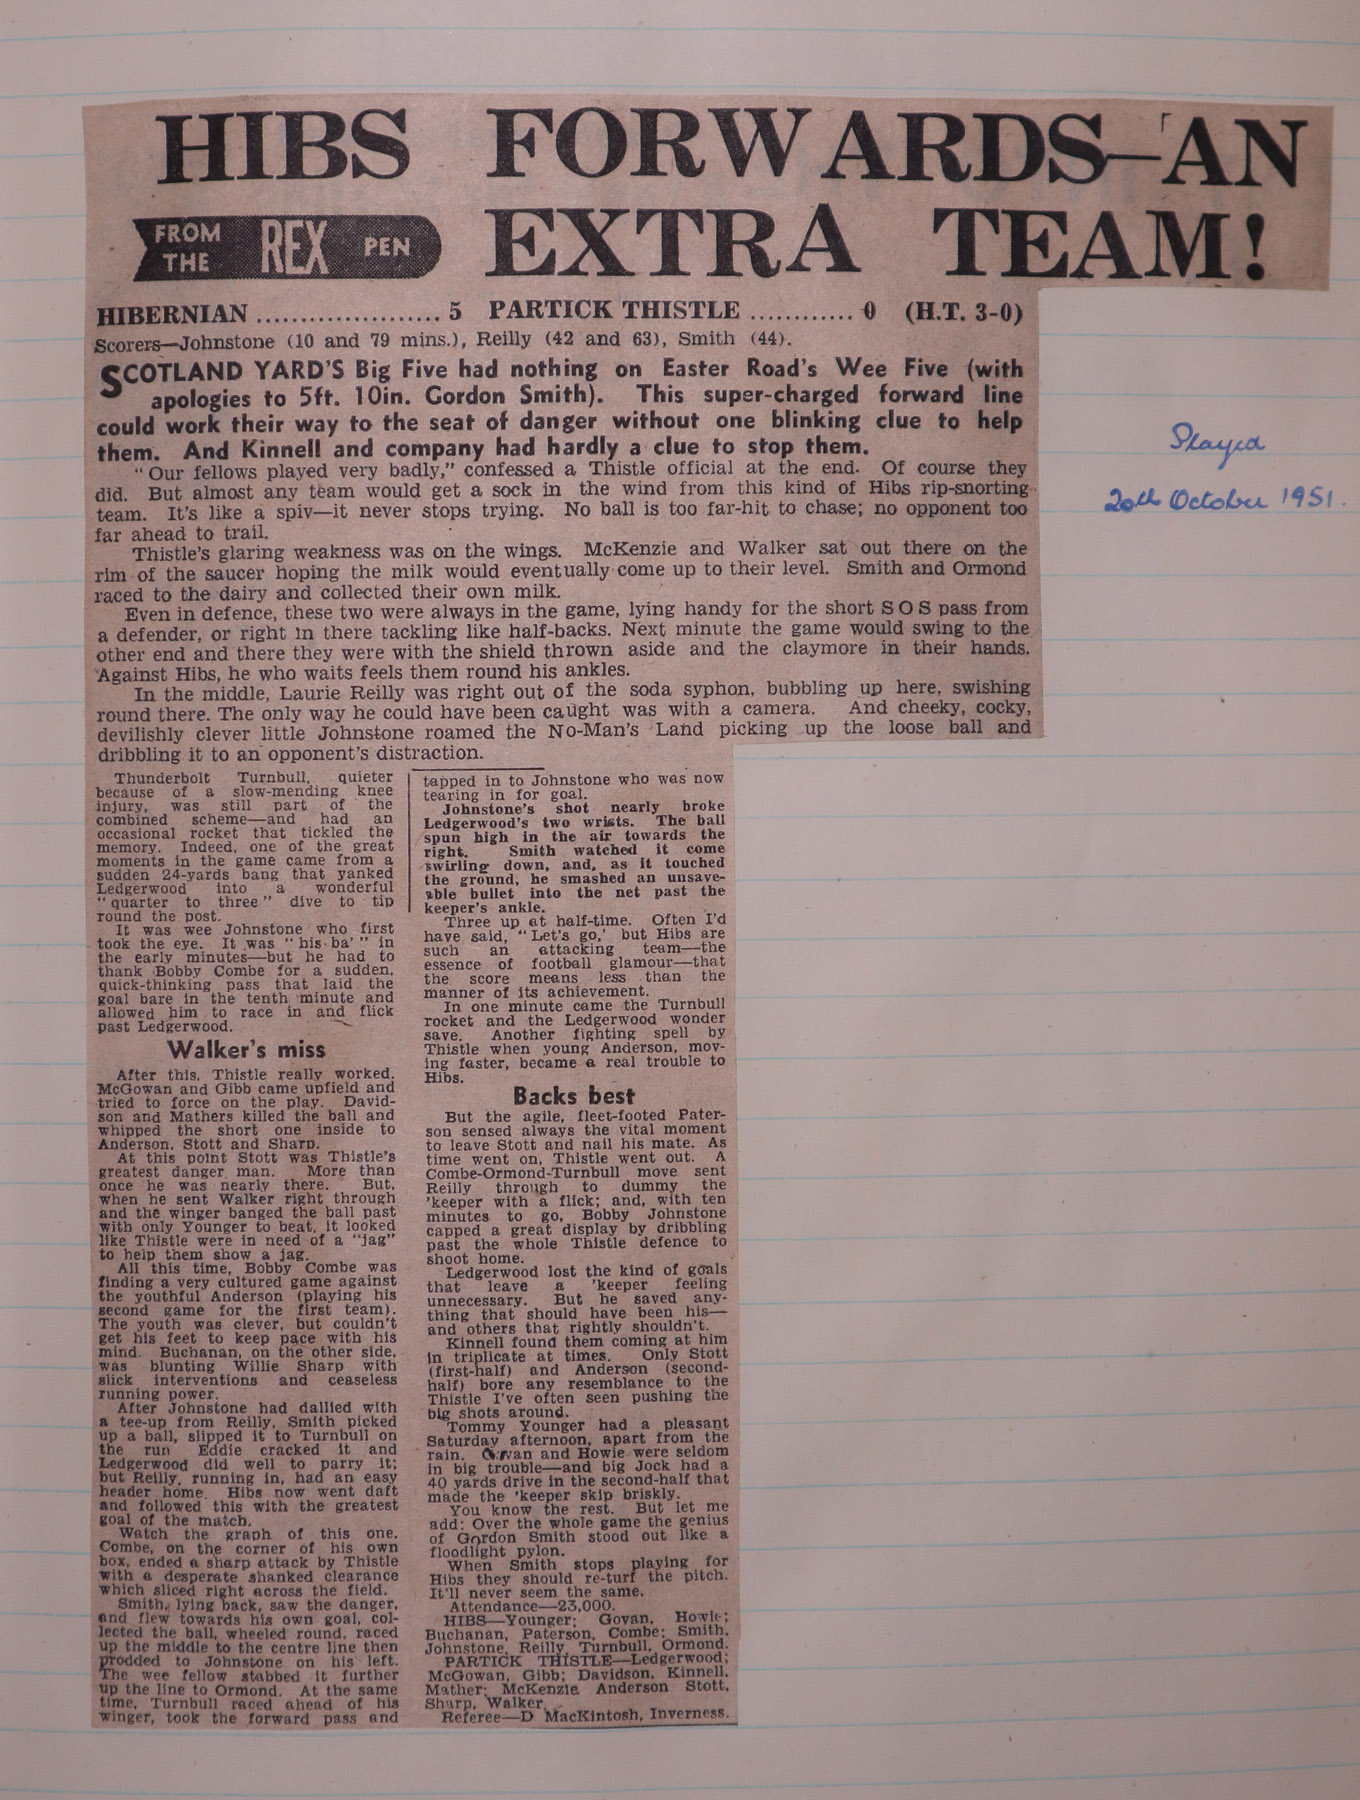 HIBS FORWARDS—AN
FROM THE REX PEN
EXTRA TEAM!
HIBERNIAN .................... 5 PARTICK THISTLE ............ 0 (H.T. 3-0)
Scorers—Johnstone (10 and 79 mins.), Reilly (42 and 63), Smith (44).
SCOTLAND YARD'S Big Five had nothing on Easter Road's Wee Five (with
apologies to 5ft. 10in. Gordon Smith). This super-charged forward line
could work their way to the seat of danger without one blinking clue to help
them. And Kinnell and company had hardly a clue to stop them.
"Our fellows played very badly," confessed a Thistle official at the end. Of course they
did. But almost any team would get a sock in the wind from this kind of Hibs rip-snorting
team. It's like a spiv—it never stops trying. No ball is too far-hit to chase; no opponent too
far ahead to trail.
Thistle's glaring weakness was on the wings. McKenzie and Walker sat out there on the
rim of the saucer hoping the milk would eventually come up to their level. Smith and Ormond
raced to the dairy and collected their own milk.
Even in defence, these two were always in the game, lying handy for the short S O S pass from
a defender, or right in there tackling like half-backs. Next minute the game would swing to the
other end and there they were with the shield thrown aside and the claymore in their hands.
Against Hibs, he who waits feels them round his ankles.
In the middle, Laurie Reilly was right out of the soda syphon, bubbling up here, swishing
round there. The only way he could have been caught was with a camera. And cheeky, cocky,
devilishly clever little Johnstone roamed the No-Man's Land picking up the loose ball and
dribbling it to an opponent's distraction.
Thunderbolt Turnbull, quieter
because of a slow-mending knee
injury, was still part of the
combined scheme—and had an
occasional rocket that tickled the
memory. Indeed, one of the great
moments in the game came from a
sudden 24-yards bang that yanked
Ledgerwood into a wonderful
"quarter to three" dive to tip
round the post.
It was wee Johnstone who first
took the eye. It was "his ba'" in
the early minutes—but he had to
thank Bobby Combe for a sudden,
quick-thinking pass that laid the
goal bare in the tenth minute and
allowed him to race in and flick
past Ledgerwood.
Walker's miss
After this, Thistle really worked.
McGowan and Gibb came upfield and
tried to force on the play. David-
son and Mathers killed the ball and
whipped the short one inside to
Anderson, Stott and Sharp.
At this point Stott was Thistle's
greatest danger man. More than
once he was nearly there. But,
when he sent Walker right through
and the winger banged the ball past
with only Younger to beat, it looked
like Thistle were in need of a "jag"
to help them show a jag.
All this time, Bobby Combe was
finding a very cultured game against
the youthful Anderson (playing his
second game for the first team).
The youth was clever, but couldn't
get his feet to keep pace with his
mind. Buchanan, on the other side,
was blunting Willie Sharp with
slick interventions and ceaseless
running power.
After Johnstone had dallied with
a tee-up from Reilly, Smith picked
up a ball, slipped it to Turnbull on
the run Eddie cracked it and
Ledgerwood did well to parry it;
but Reilly, running in, had an easy
header home. Hibs now went daft
and followed this with the greatest
goal of the match.
Watch the graph of this one.
Combe, on the corner of his own
box, ended a sharp attack by Thistle
with a desperate shanked clearance
which sliced right across the field.
Smith, lying back, saw the danger,
and flew towards his own goal, col-
lected the ball, wheeled round, raced
up the middle to the centre line then
prodded to Johnstone on his left.
The wee fellow stabbed it further
up the line to Ormond. At the same
time, Turnbull raced ahead of his
winger, took the forward pass and
tapped in to Johnstone who was now
tearing in for goal.
Johnstone's shot nearly broke
Ledgerwood's two wrists. The ball
spun high in the air towards the
right. Smith watched it come
swirling down, and, as it touched
the ground, he smashed an unsave-
able bullet into the net past the
keeper's ankle.
Three up at half-time. Often I'd
have said, "Let's go,' but Hibs are
such an attacking team—the
essence of football glamour—that
the score means less than the
manner of its achievement.
In one minute came the Turnbull
rocket and the Ledgerwood wonder
save. Another fighting spell by
Thistle when young Anderson, mov-
ing faster, became a real trouble to
Hibs.
Backs best
But the agile, fleet-footed Pater-
son sensed always the vital moment
to leave Stott and nail his mate. As
time went on, Thistle went out. A
Combe-Ormond-Turnbull move sent
Reilly through to dummy the
'keeper with a flick; and, with ten
minutes to go, Bobby Johnstone
capped a great display by dribbling
past the whole Thistle defence to
shoot home.
Ledgerwood lost the kind of goals
that leave a 'keeper feeling
unnecessary. But he saved any-
thing that should have been his—
and others that rightly shouldn't.
Kinnell found them coming at him
in triplicate at times. Only Stott
(first-half) and Anderson (second-
half) bore any resemblance to the
Thistle I've often seen pushing the
big shots around.
Tommy Younger had a pleasant
Saturday afternoon, apart from the
rain. Govan and Howie were seldom
in big trouble—and big Jock had a
40 yards drive in the second-half that
made the 'keeper skip briskly.
You know the rest. But let me
add: Over the whole game the genius
of Gordon Smith stood out like a
floodlight pylon.
When Smith stops playing for
Hibs they should re-turf the pitch.
It'll never seem the same.
Attendance—23,000.
HIBS—Younger; Govan, Howie;
Buchanan, Paterson, Combe; Smith,
Johnstone, Reilly, Turnbull, Ormond.
PARTICK THISTLE—Ledgerwood;
McGowan, Gibb; Davidson, Kinnell,
Mather; McKenzie Anderson Stott,
Sharp, Walker.
Referee—D. MacKintosh, Inverness.
Played
20th October 1951.